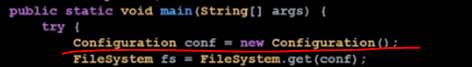 public static void main(String[] args) {
try {
Configuration conf = new Configuration();
FileSystem fs = FileSystem.get(conf);